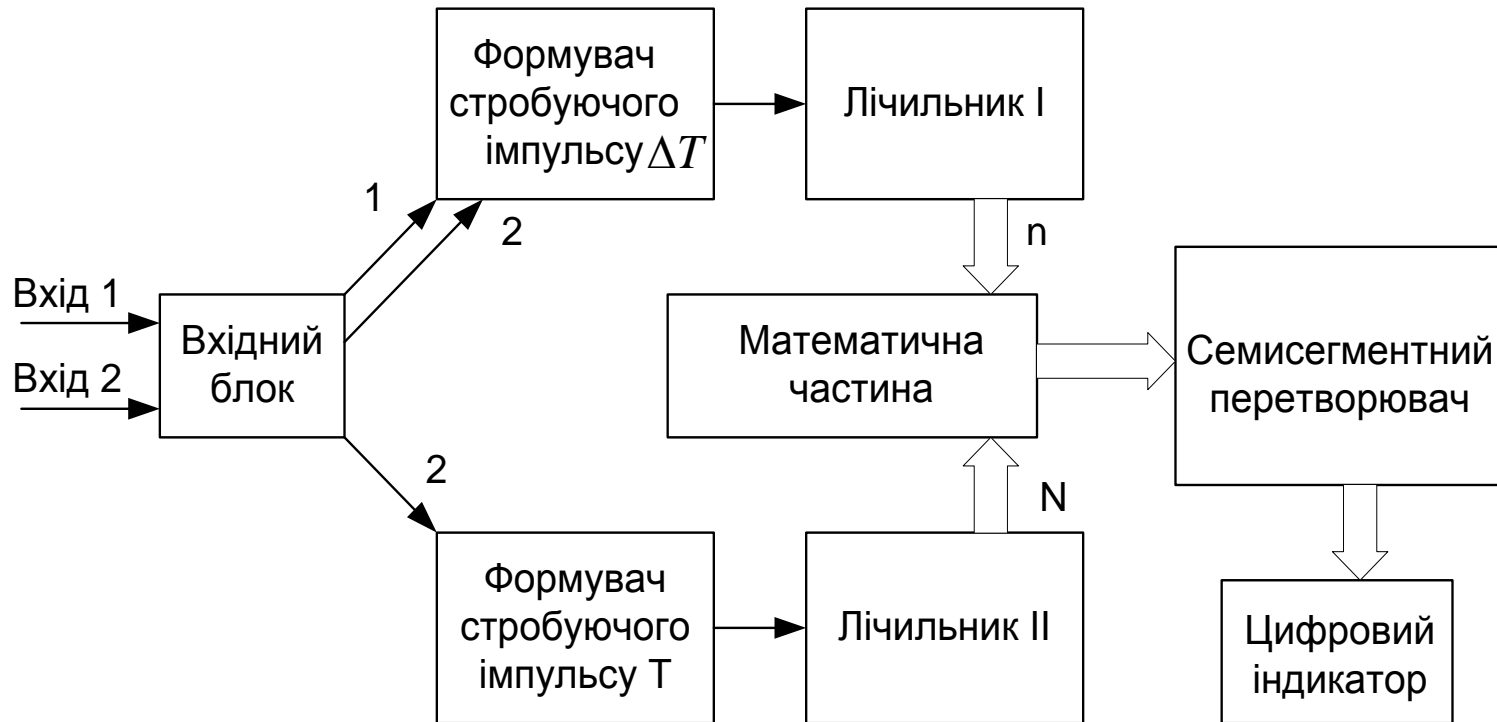 Формувач
стробуючого
імпульсу ΔT
Лічильник I
1
2
n
Вхід 1
Вхід 2
Вхідний
блок
Математична
частина
Семисегментний
перетворювач
2
N
Формувач
стробуючого
імпульсу Т
Лічильник II
Цифровий
індикатор